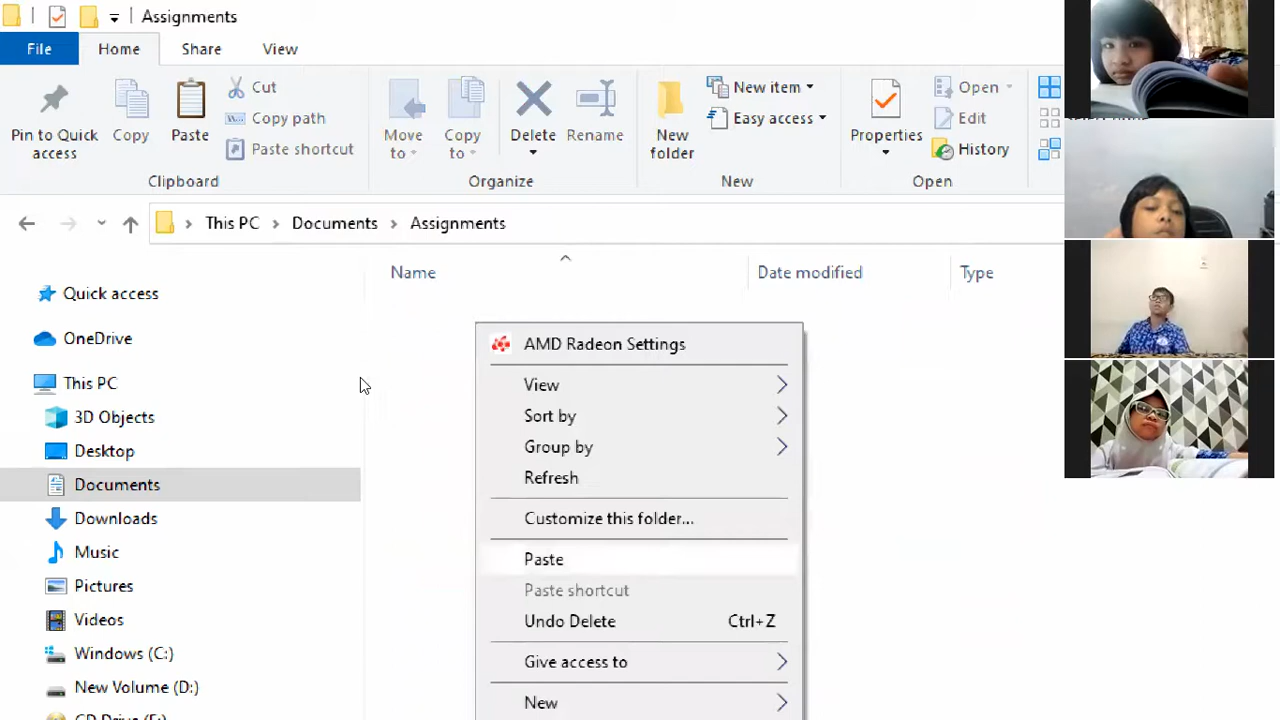 Assignments
File Home Share View
Pin to Quick access
Copy
Paste
Cut
Copy path
Paste shortcut
Move to
Copy to
Delete
Rename
New folder
New item
Easy access
Properties
Open
Edit
History
Clipboard Organize New Open
This PC Documents Assignments
Name Date modified Type
Quick access
OneDrive
This PC
3D Objects
Desktop
Documents
Downloads
Music
Pictures
Videos
Windows (C:)
New Volume (D:)
CD Drive (F:)
AMD Radeon Settings
View
Sort by
Group by
Refresh
Customize this folder...
Paste
Paste shortcut
Undo Delete Ctrl+Z
Give access to
New